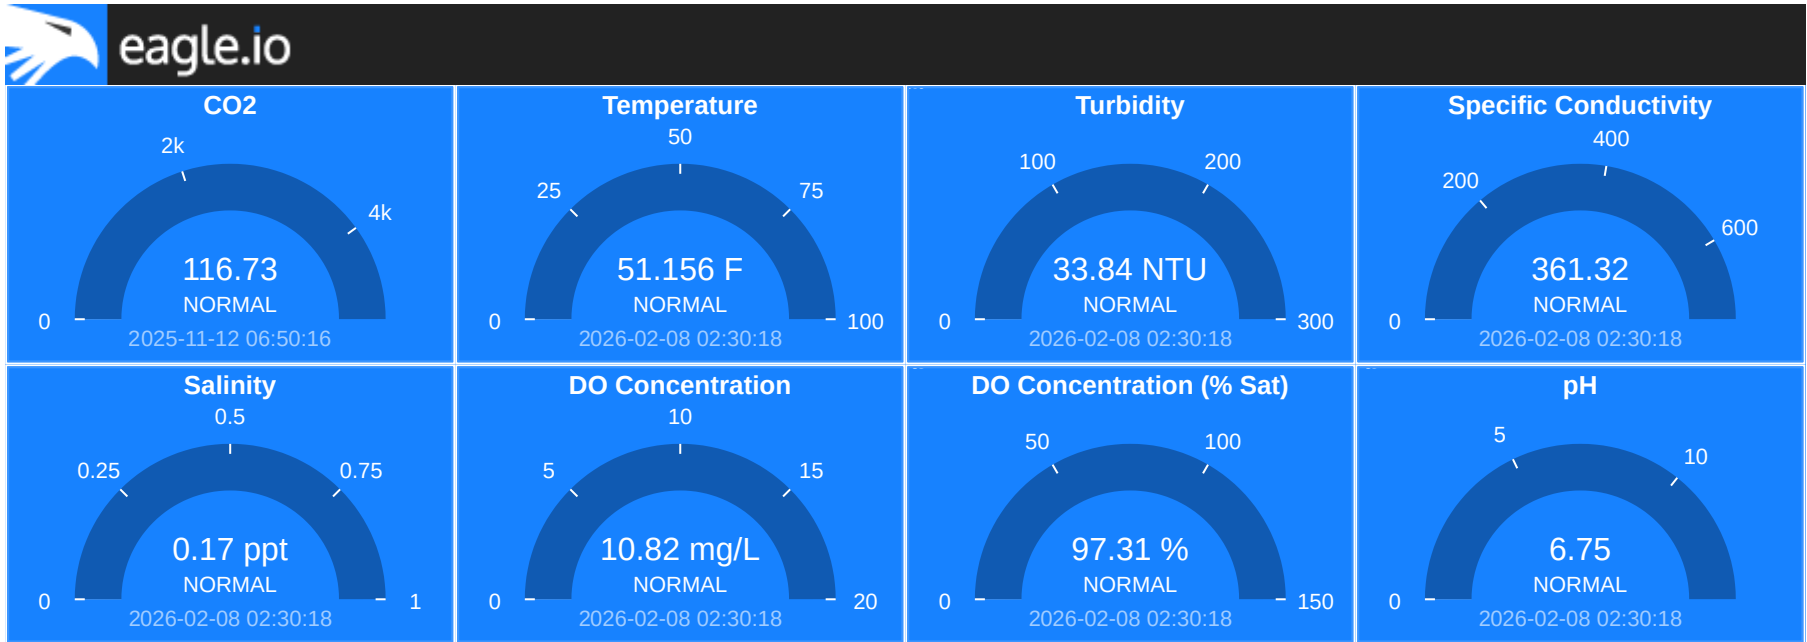 eagle.io
CO2
0
2k
4k
116.73
NORMAL
2025-11-12 06:50:16
Temperature
0
25
50
75
100
51.156 F
NORMAL
2026-02-08 02:30:18
Turbidity
0
100
200
300
33.84 NTU
NORMAL
2026-02-08 02:30:18
Specific Conductivity
0
200
400
600
361.32
NORMAL
2026-02-08 02:30:18
Salinity
0
0.25
0.5
0.75
1
0.17 ppt
NORMAL
2026-02-08 02:30:18
DO Concentration
0
5
10
15
20
10.82 mg/L
NORMAL
2026-02-08 02:30:18
DO Concentration (% Sat)
0
50
100
150
97.31 %
NORMAL
2026-02-08 02:30:18
pH
0
5
10
6.75
NORMAL
2026-02-08 02:30:18